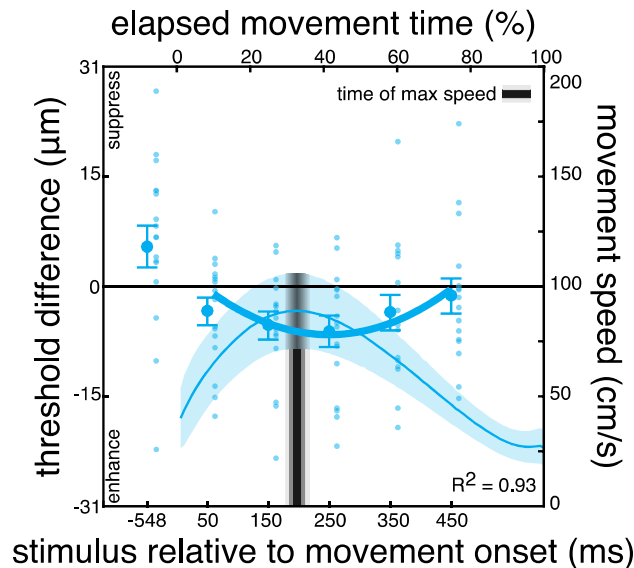 elapsed movement time (%)
0 20 40 60 80 100
31 15 0 -15 -31
threshold difference (µm)
suppress
enhance
time of max speed
200 150 100 50 0
movement speed (cm/s)
R² = 0.93
-548 50 150 250 350 450
stimulus relative to movement onset (ms)